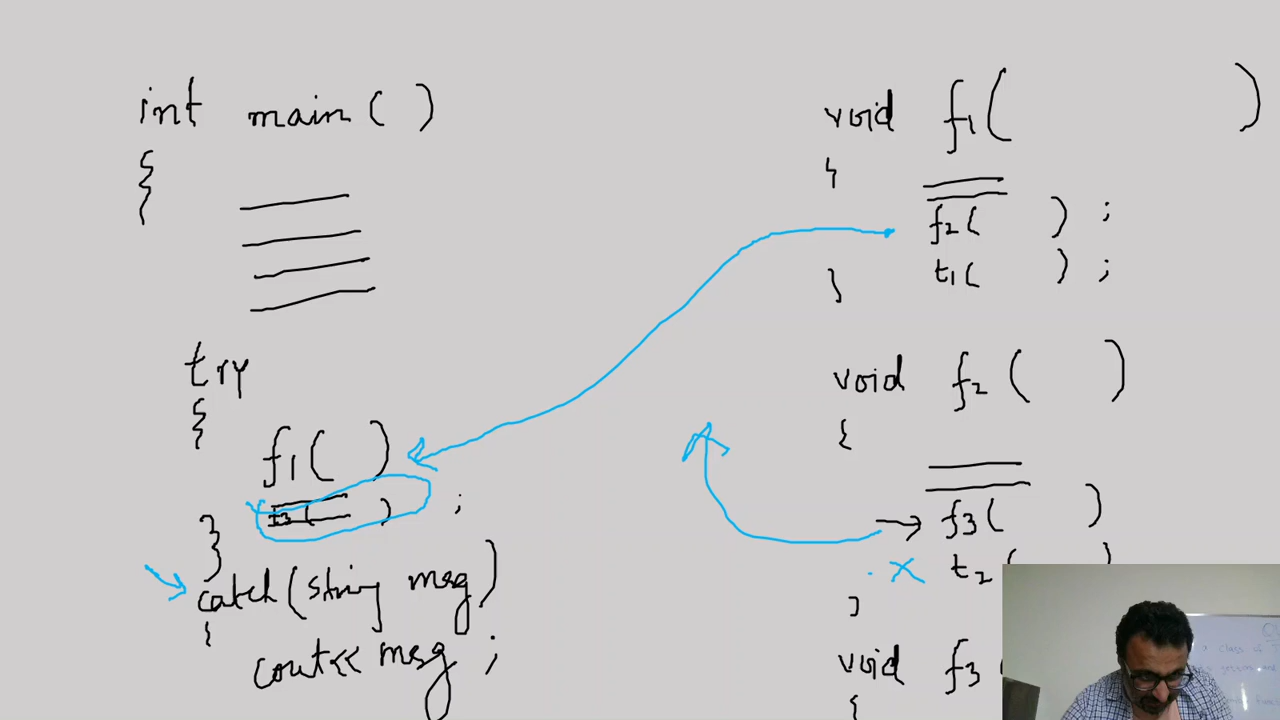 int main( )
{
try
{
f1( )
;
}
catch(string msg)
{
cout<< msg ;
void f1( )
{
f2( ) ;
t1( ) ;
}
void f2( )
{
f3( )
t2( )
}
void f3
{